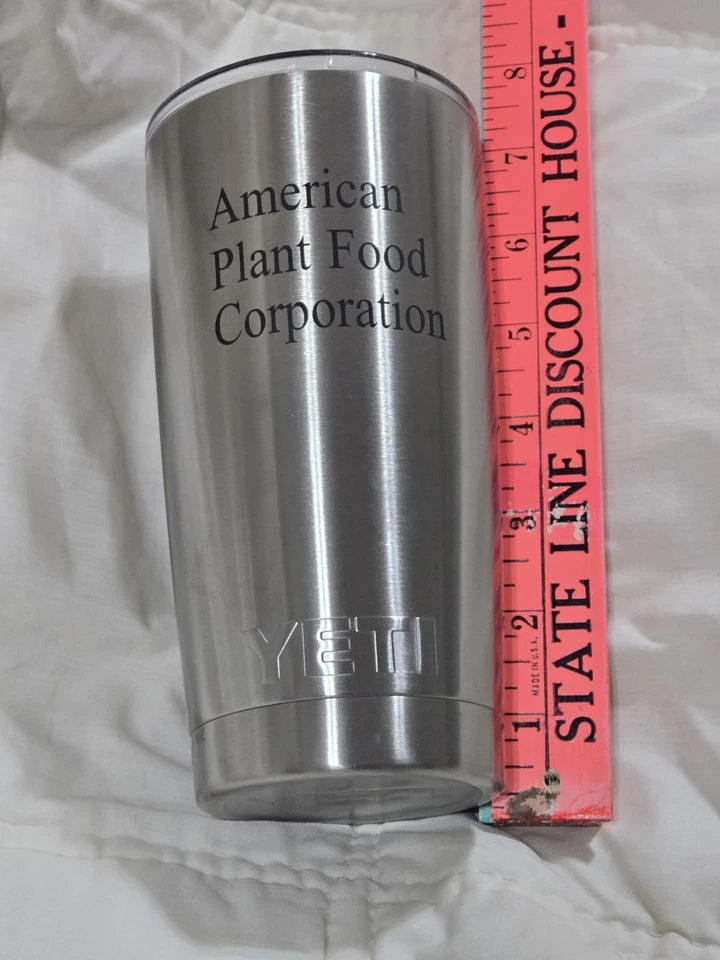 American
Plant Food
Corporation
YETI
STATE LINE DISCOUNT HOUSE -
MADE IN U.S.A.
1
2
3
4
5
6
7
8